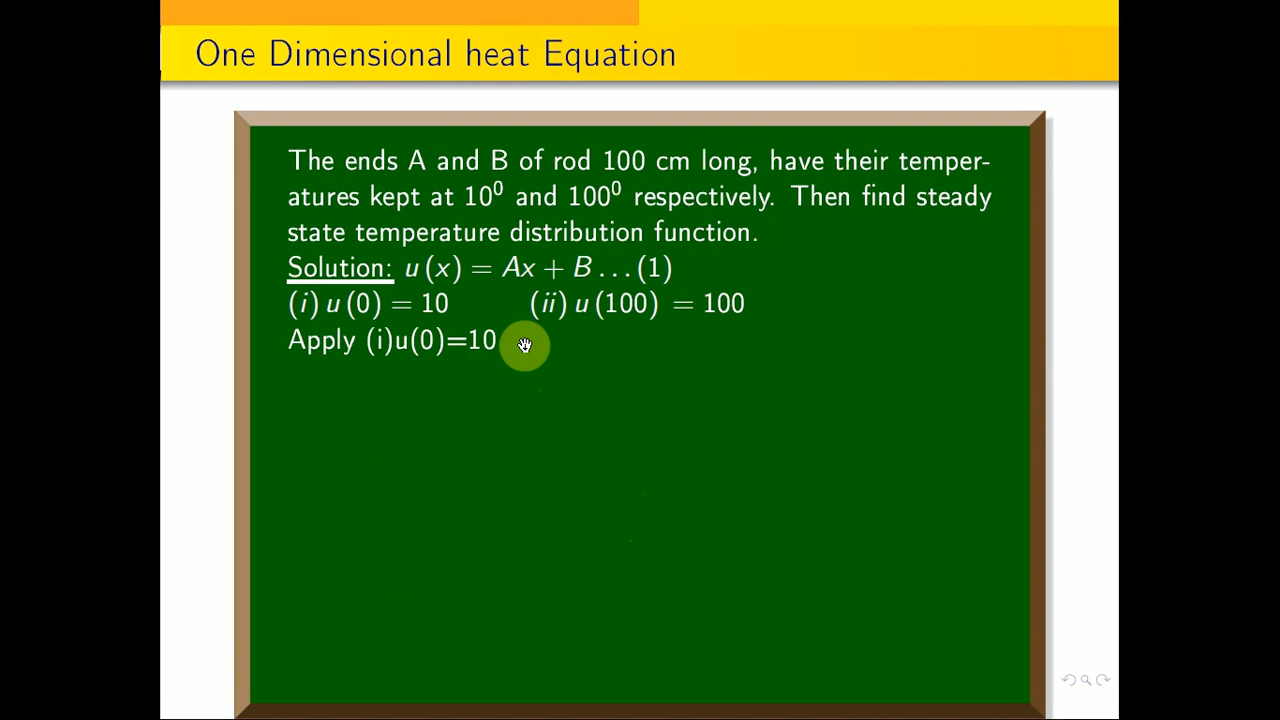 One Dimensional heat Equation
The ends A and B of rod 100 cm long, have their temper-
atures kept at 10⁰ and 100⁰ respectively. Then find steady
state temperature distribution function.
Solution: u (x) = Ax + B . . . (1)
(i) u (0) = 10 (ii) u (100) = 100
Apply (i)u(0)=10